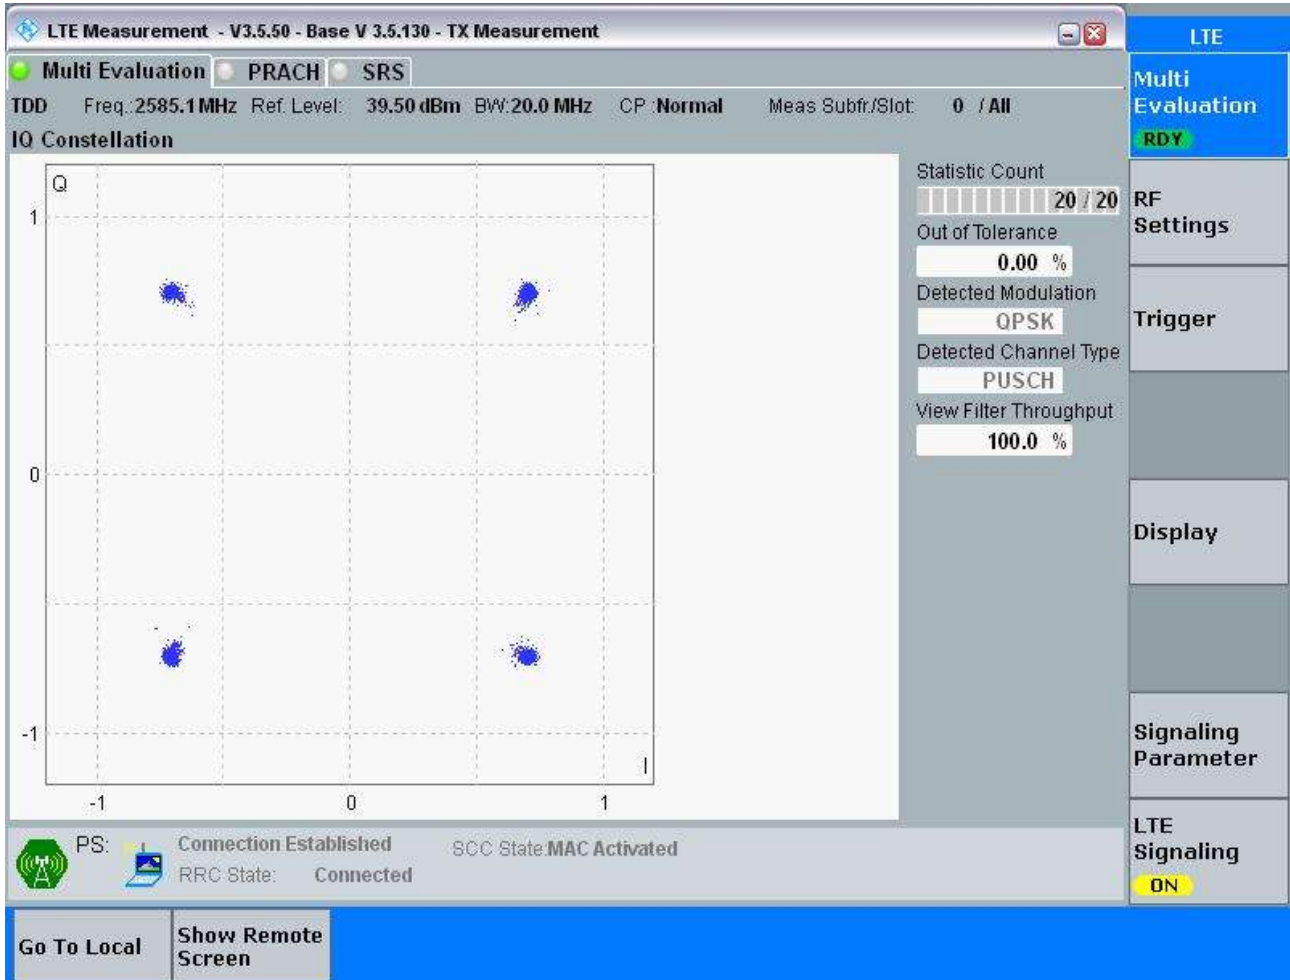 LTE Measurement - V3.5.50 - Base V 3.5.130 - TX Measurement
LTE
Multi Evaluation PRACH SRS
Multi
Evaluation
RDY
TDD Freq.:2585.1 MHz Ref. Level: 39.50 dBm BW:20.0 MHz CP :Normal Meas Subfr./Slot: 0 / All
IQ Constellation
Q
1
0
-1
I
-1 0 1
Statistic Count
20 / 20
Out of Tolerance
0.00 %
Detected Modulation
QPSK
Detected Channel Type
PUSCH
View Filter Throughput
100.0 %
RF
Settings
Trigger
Display
Signaling
Parameter
LTE
Signaling
ON
PS: Connection Established SCC State:MAC Activated
RRC State: Connected
Go To Local
Show Remote
Screen